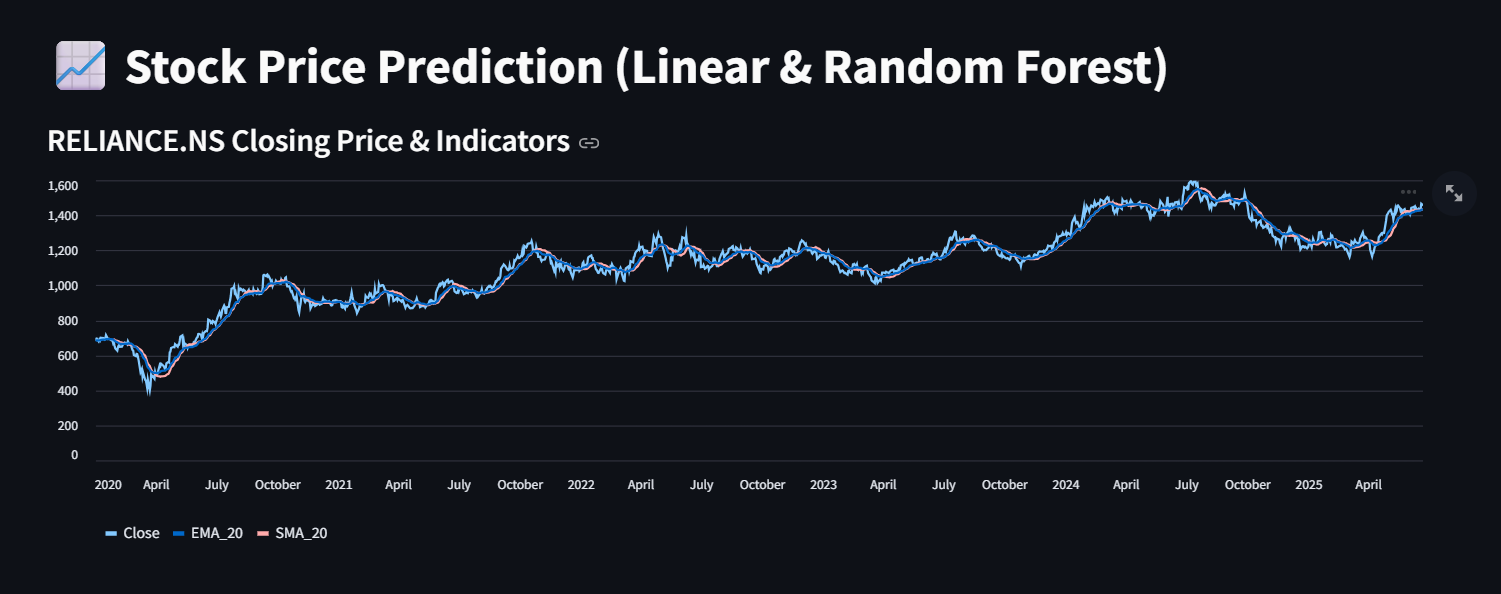 Stock Price Prediction (Linear & Random Forest)
RELIANCE.NS Closing Price & Indicators
1,600
1,400
1,200
1,000
800
600
400
200
0
2020 April July October 2021 April July October 2022 April July October 2023 April July October 2024 April July October 2025 April
Close EMA_20 SMA_20